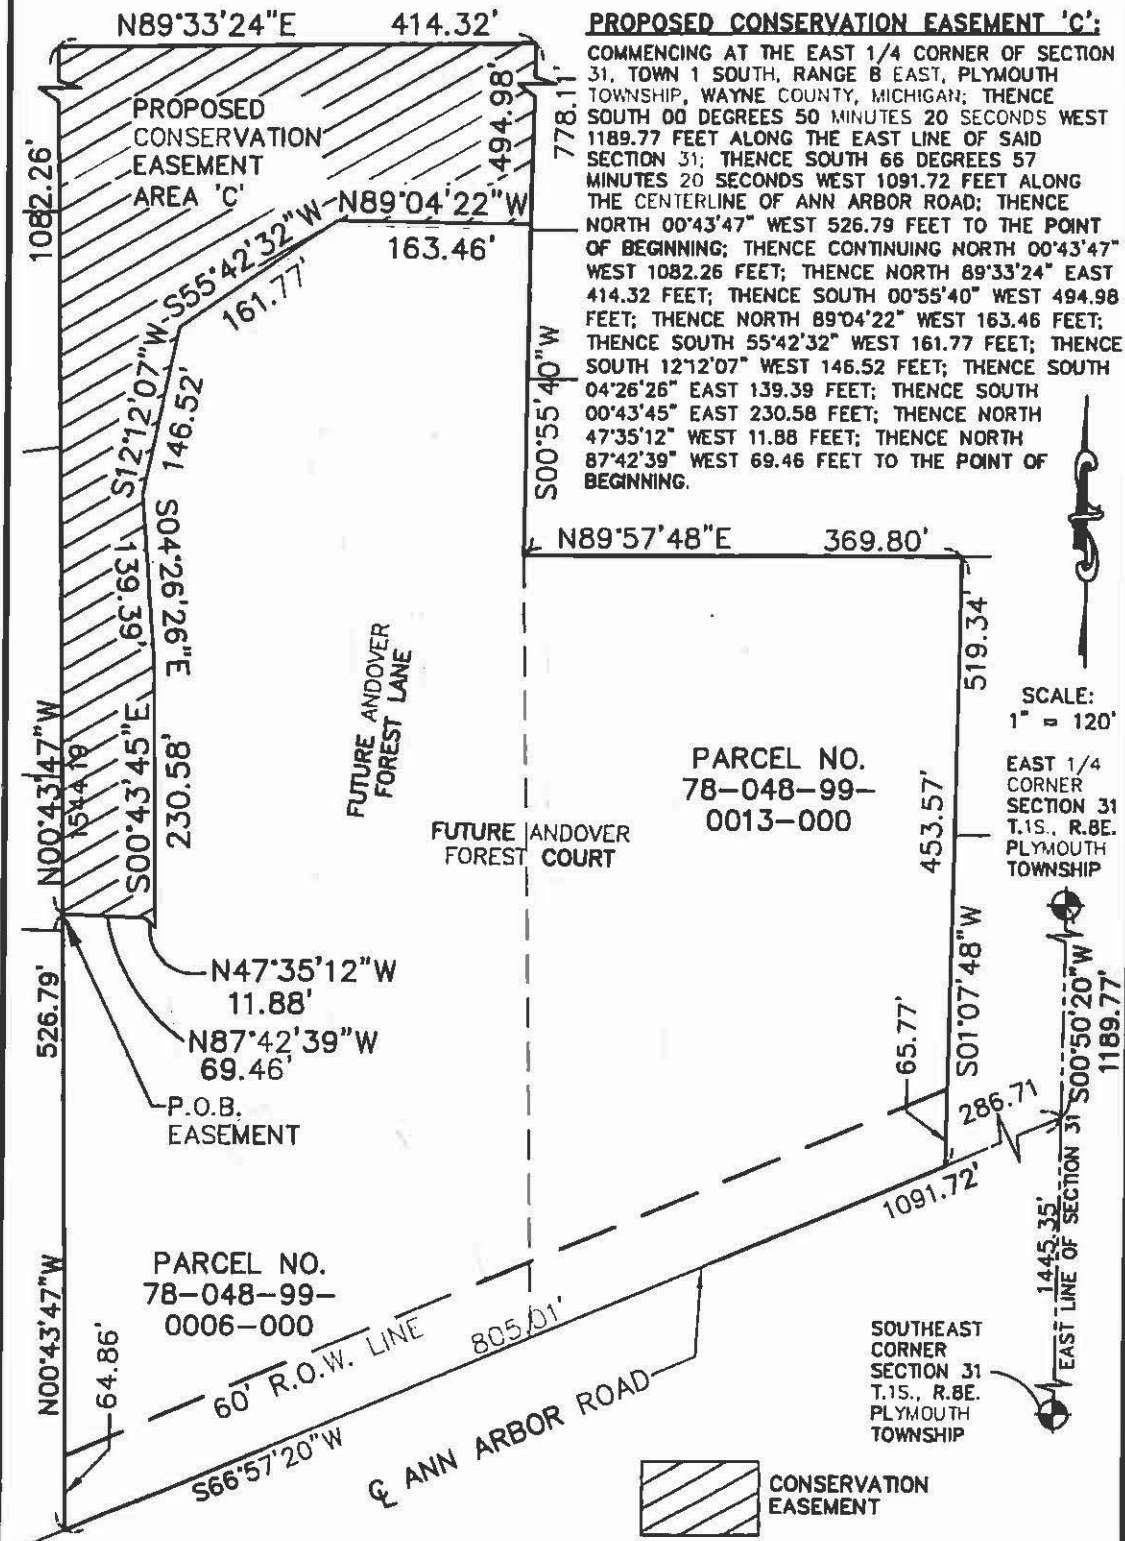 N89°33'24"E 414.32'
PROPOSED CONSERVATION EASEMENT 'C':
COMMENCING AT THE EAST 1/4 CORNER OF SECTION
31, TOWN 1 SOUTH, RANGE 8 EAST, PLYMOUTH
TOWNSHIP, WAYNE COUNTY, MICHIGAN; THENCE
SOUTH 00 DEGREES 50 MINUTES 20 SECONDS WEST
1189.77 FEET ALONG THE EAST LINE OF SAID
SECTION 31; THENCE SOUTH 66 DEGREES 57
MINUTES 20 SECONDS WEST 1091.72 FEET ALONG
THE CENTERLINE OF ANN ARBOR ROAD; THENCE
NORTH 00°43'47" WEST 526.79 FEET TO THE POINT
OF BEGINNING; THENCE CONTINUING NORTH 00°43'47"
WEST 1082.26 FEET; THENCE NORTH 89°33'24" EAST
414.32 FEET; THENCE SOUTH 00°55'40" WEST 494.98
FEET; THENCE NORTH 89°04'22" WEST 163.46 FEET;
THENCE SOUTH 55°42'32" WEST 161.77 FEET; THENCE
SOUTH 12°12'07" WEST 146.52 FEET; THENCE SOUTH
04°26'26" EAST 139.39 FEET; THENCE SOUTH
00°43'45" EAST 230.58 FEET; THENCE NORTH
47°35'12" WEST 11.88 FEET; THENCE NORTH
87°42'39" WEST 69.46 FEET TO THE POINT OF
BEGINNING.
PROPOSED
CONSERVATION
EASEMENT
AREA 'C'
1082.26'
494.98'
778.11'
N89°04'22"W
163.46'
S55°42'32"W
161.77'
S12°12'07"W
146.52'
S00°55'40"W
S04°26'26"E
139.39'
N89°57'48"E 369.80'
519.34'
SCALE:
1" = 120'
FUTURE ANDOVER
FOREST LANE
N00°43'47"W
1544.19
S00°43'45"E
230.58'
PARCEL NO.
78-048-99-
0013-000
453.57'
EAST 1/4
CORNER
SECTION 31
T.1S., R.8E.
PLYMOUTH
TOWNSHIP
FUTURE ANDOVER
FOREST COURT
N47°35'12"W
11.88'
N87°42'39"W
69.46'
526.79'
P.O.B.
EASEMENT
S01°07'48"W
65.77'
S00°50'20"W
1189.77'
286.71
1091.72'
1445.35'
EAST LINE OF SECTION 31
PARCEL NO.
78-048-99-
0006-000
N00°43'47"W
64.86'
60' R.O.W. LINE
805.01'
S66°57'20"W
℄ ANN ARBOR ROAD
SOUTHEAST
CORNER
SECTION 31
T.1S., R.8E.
PLYMOUTH
TOWNSHIP
CONSERVATION
EASEMENT